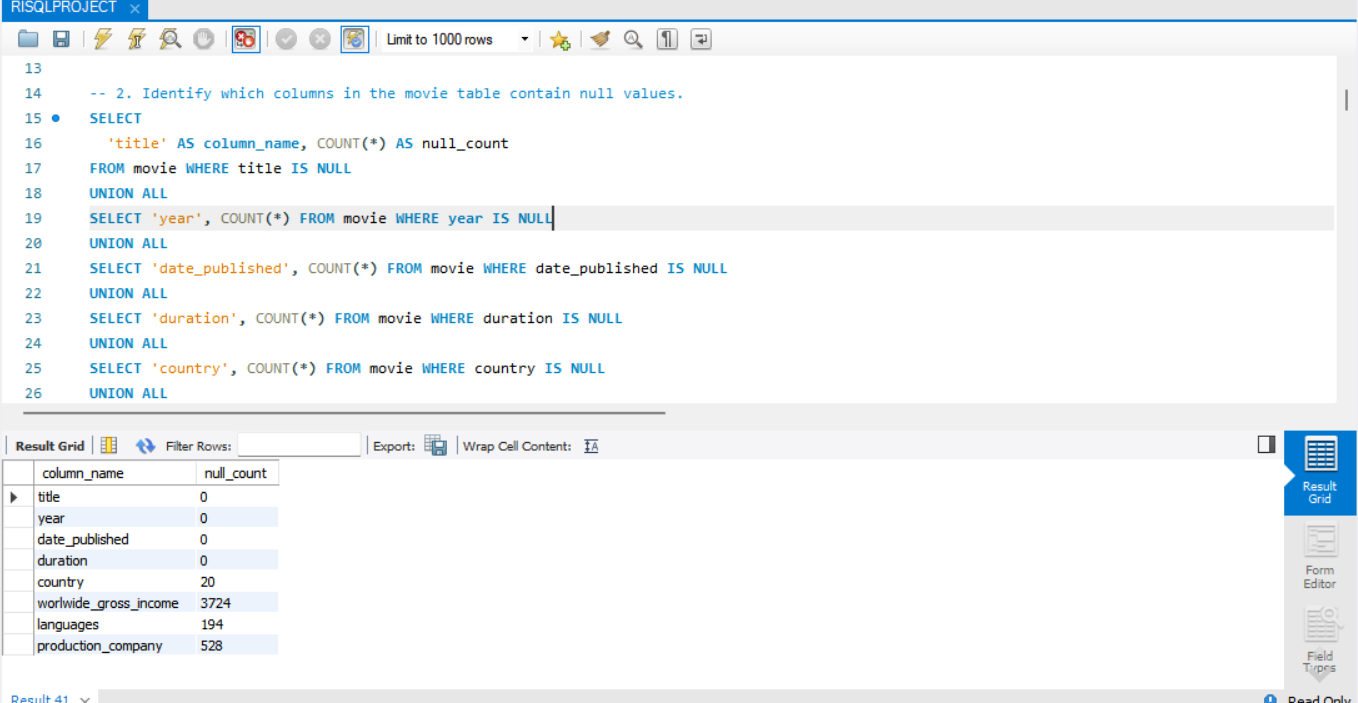 RISQLPROJECT ×
Limit to 1000 rows
13
14 -- 2. Identify which columns in the movie table contain null values.
15 SELECT
16 'title' AS column_name, COUNT(*) AS null_count
17 FROM movie WHERE title IS NULL
18 UNION ALL
19 SELECT 'year', COUNT(*) FROM movie WHERE year IS NULL
20 UNION ALL
21 SELECT 'date_published', COUNT(*) FROM movie WHERE date_published IS NULL
22 UNION ALL
23 SELECT 'duration', COUNT(*) FROM movie WHERE duration IS NULL
24 UNION ALL
25 SELECT 'country', COUNT(*) FROM movie WHERE country IS NULL
26 UNION ALL
Result Grid Filter Rows: Export: Wrap Cell Content: IA
column_name null_count
title 0
year 0
date_published 0
duration 0
country 20
worlwide_gross_income 3724
languages 194
production_company 528
Result
Grid
Form
Editor
Field
Types
Result 41 ×
Read Only